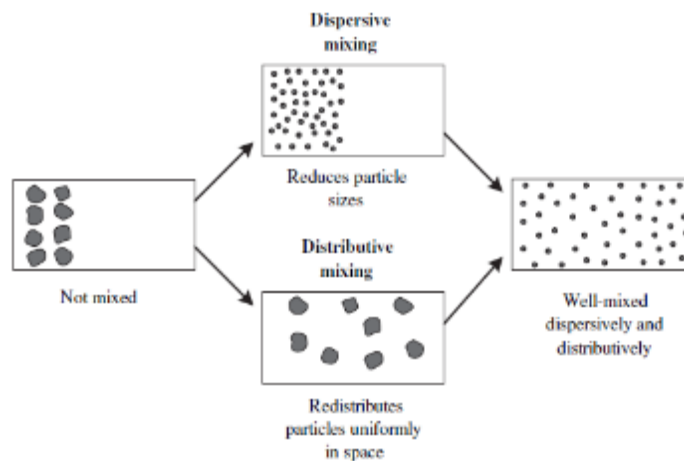 Dispersive
mixing
Reduces particle
sizes
Distributive
mixing
Not mixed
Well-mixed
dispersively and
distributively
Redistributes
particles uniformly
in space